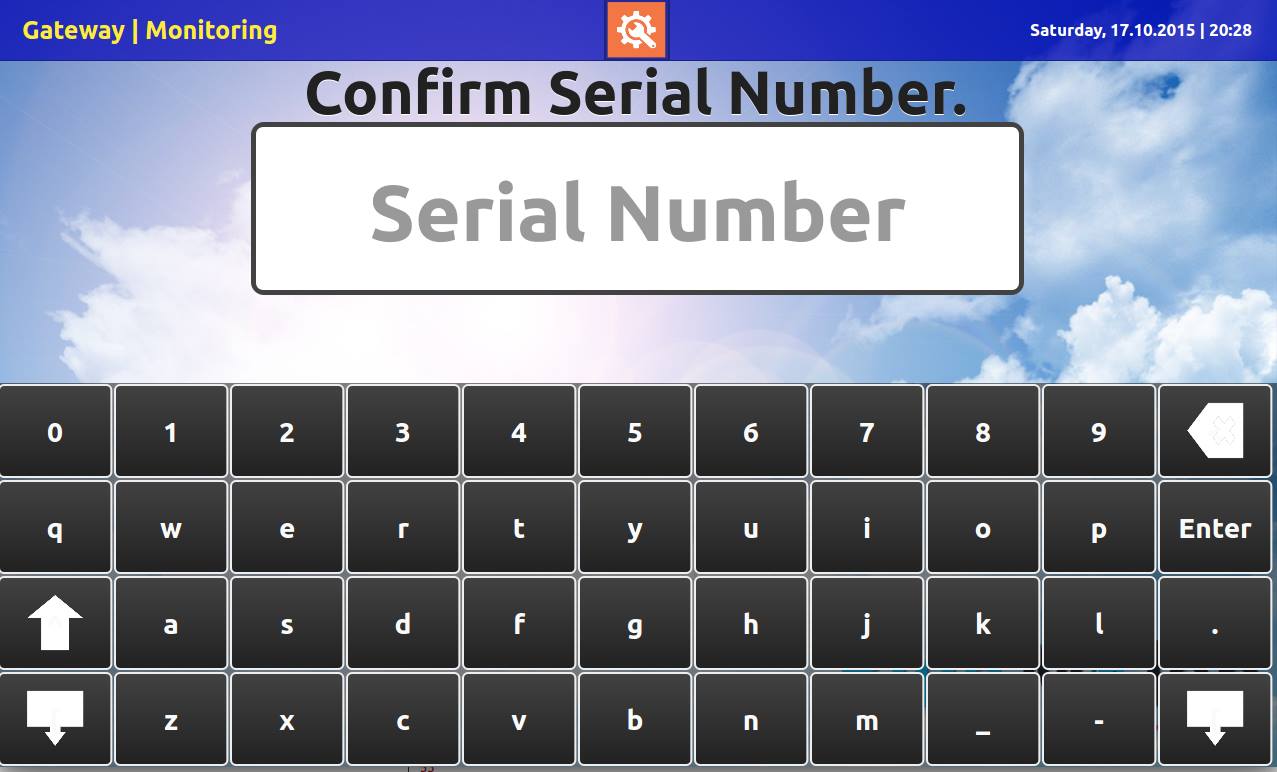 Gateway | Monitoring
Saturday, 17.10.2015 | 20:28
Confirm Serial Number.
Serial Number
0 1 2 3 4 5 6 7 8 9
q w e r t y u i o p Enter
a s d f g h j k l .
z x c v b n m _ -